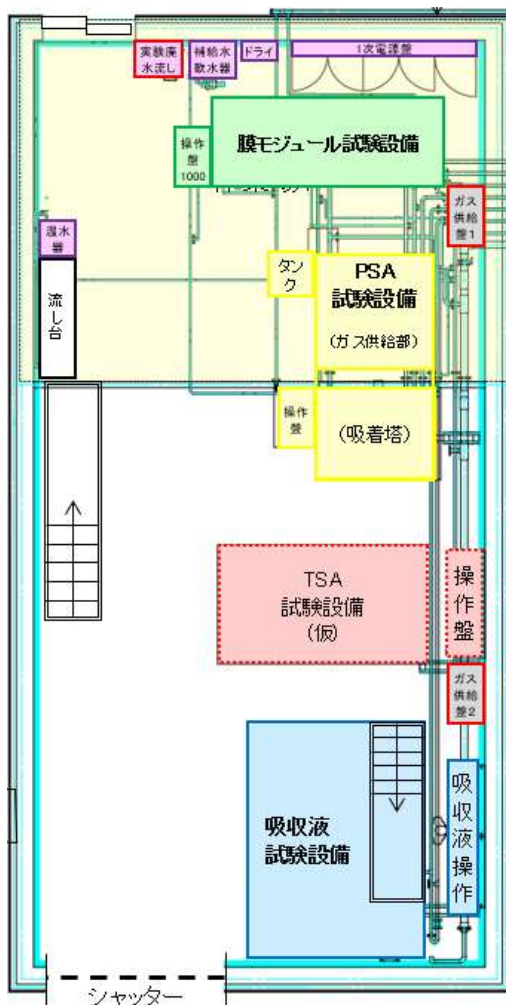 実験廃
水流し
補給水
軟水器
ドライ
1次電源盤
操作
盤
1000
膜モジュール試験設備
ガス
供給
盤1
温水
器
流し台
タン
ク
PSA
試験設備
(ガス供給部)
操作
盤
(吸着塔)
TSA
試験設備
(仮)
操作盤
ガス
供給
盤2
吸収液
試験設備
吸収液操作
シャッター